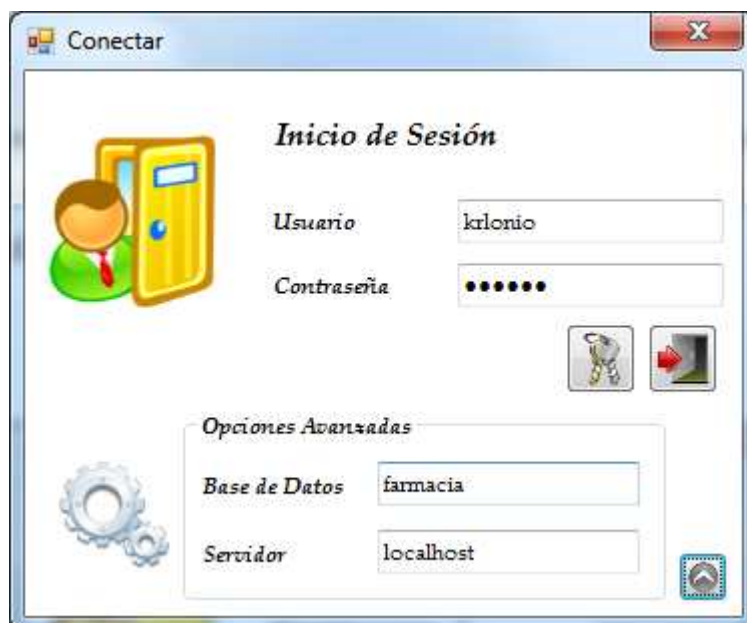 Conectar
Inicio de Sesión
Usuario krlonio
Contraseña ••••••
Opciones Avanzadas
Base de Datos farmacia
Servidor localhost